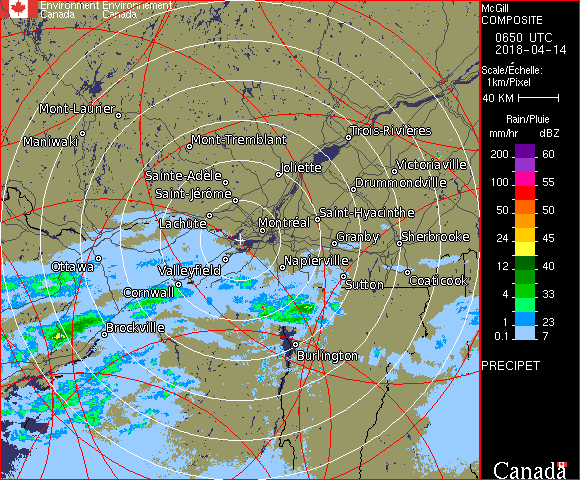 Environment Environnement
Canada Canada
McGill
COMPOSITE
0650 UTC
2018-04-14
Scale/Échelle:
1km/Pixel
40 KM
Rain/Pluie
mm/hr dBZ
200 60
100 55
50 50
24 45
12 40
4 33
1 23
0.1 7
PRECIPET
Canada
Mont-Laurier
Maniwaki
Mont-Tremblant
Trois-Rivières
Sainte-Adèle
Joliette
Victoriaville
Saint-Jérôme
Drummondville
Lachute
Montréal
Saint-Hyacinthe
Granby
Sherbrooke
Ottawa
Valleyfield
Napierville
Cornwall
Sutton
Coaticook
Brockville
Burlington